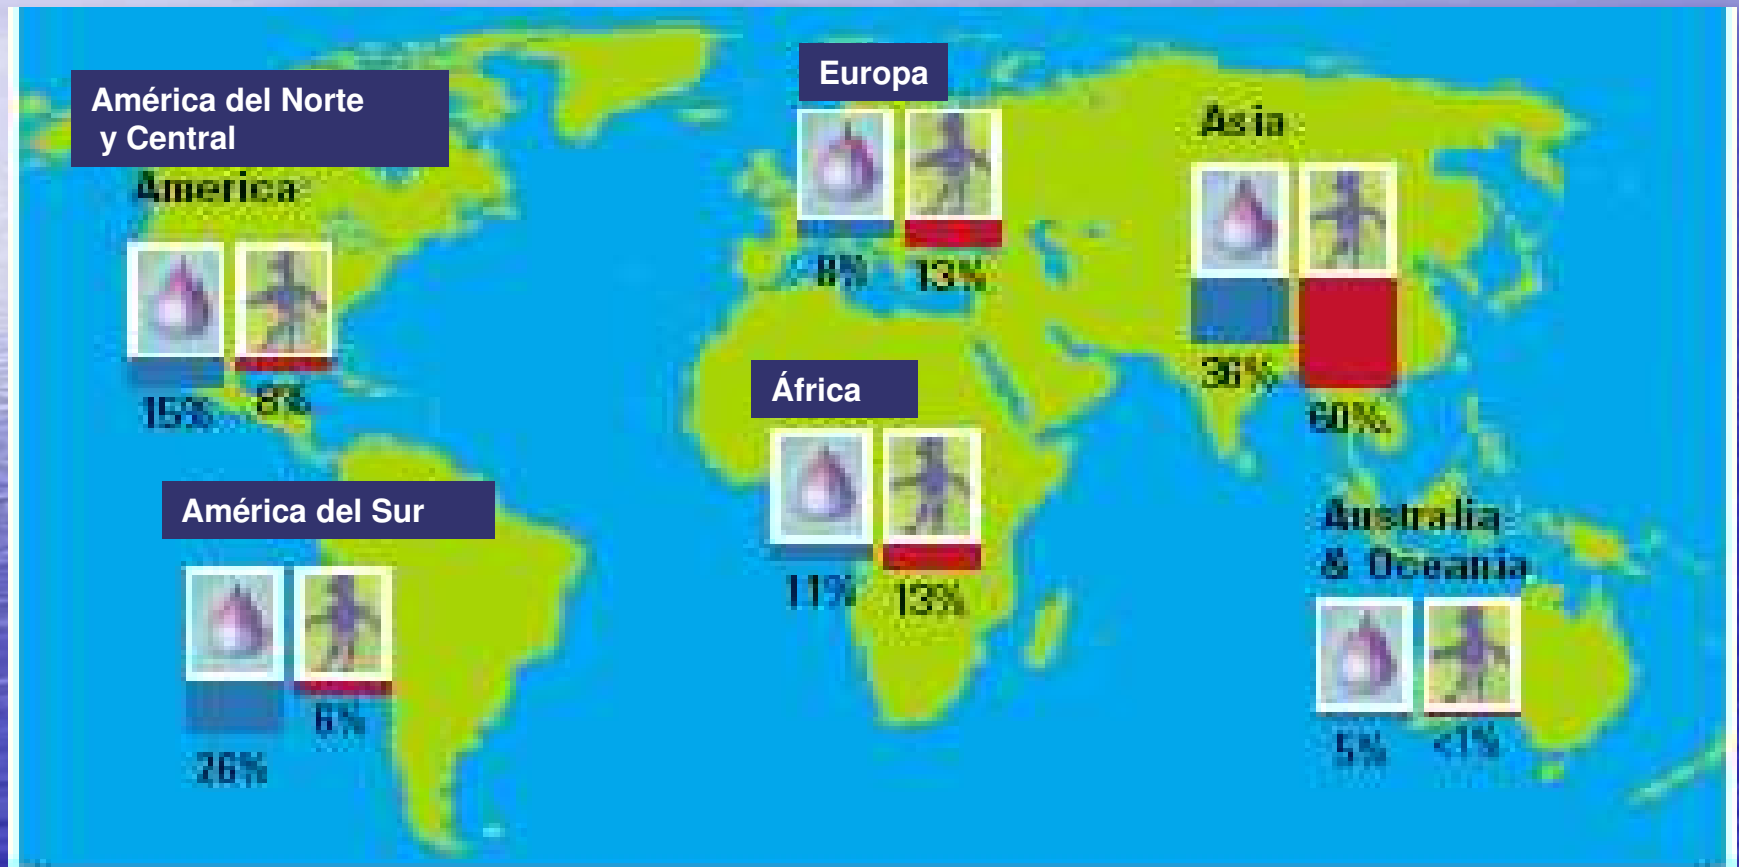 América del Norte
y Central
America
15% 8%
América del Sur
26% 6%
Europa
8% 13%
África
11% 13%
Asia
36% 60%
Australia
& Oceania
5% <1%